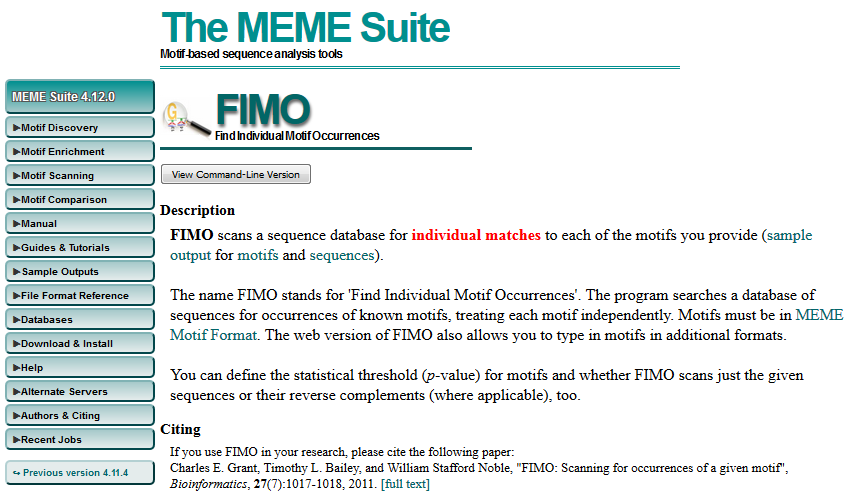 The MEME Suite
Motif-based sequence analysis tools
MEME Suite 4.12.0
►Motif Discovery
►Motif Enrichment
►Motif Scanning
►Motif Comparison
►Manual
►Guides & Tutorials
►Sample Outputs
►File Format Reference
►Databases
►Download & Install
►Help
►Alternate Servers
►Authors & Citing
►Recent Jobs
↪ Previous version 4.11.4
FIMO
Find Individual Motif Occurrences
View Command-Line Version
Description
FIMO scans a sequence database for individual matches to each of the motifs you provide (sample
output for motifs and sequences).
The name FIMO stands for 'Find Individual Motif Occurrences'. The program searches a database of
sequences for occurrences of known motifs, treating each motif independently. Motifs must be in MEME
Motif Format. The web version of FIMO also allows you to type in motifs in additional formats.
You can define the statistical threshold (p-value) for motifs and whether FIMO scans just the given
sequences or their reverse complements (where applicable), too.
Citing
If you use FIMO in your research, please cite the following paper:
Charles E. Grant, Timothy L. Bailey, and William Stafford Noble, "FIMO: Scanning for occurrences of a given motif",
Bioinformatics, 27(7):1017-1018, 2011. [full text]